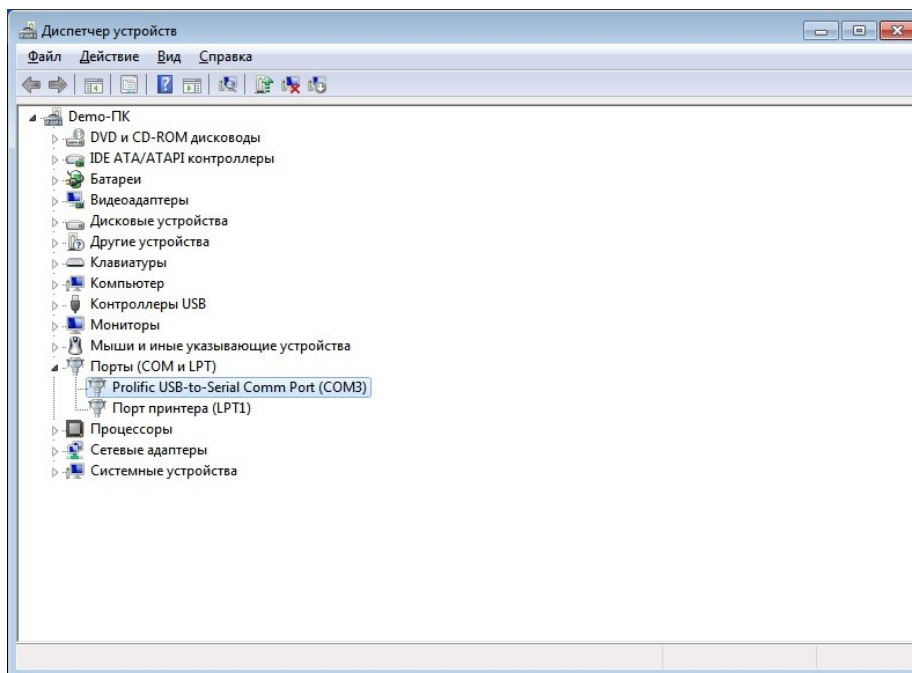 Диспетчер устройств
Файл Действие Вид Справка
Demo-ПК
DVD и CD-ROM дисководы
IDE ATA/ATAPI контроллеры
Батареи
Видеоадаптеры
Дисковые устройства
Другие устройства
Клавиатуры
Компьютер
Контроллеры USB
Мониторы
Мыши и иные указывающие устройства
Порты (COM и LPT)
Prolific USB-to-Serial Comm Port (COM3)
Порт принтера (LPT1)
Процессоры
Сетевые адаптеры
Системные устройства